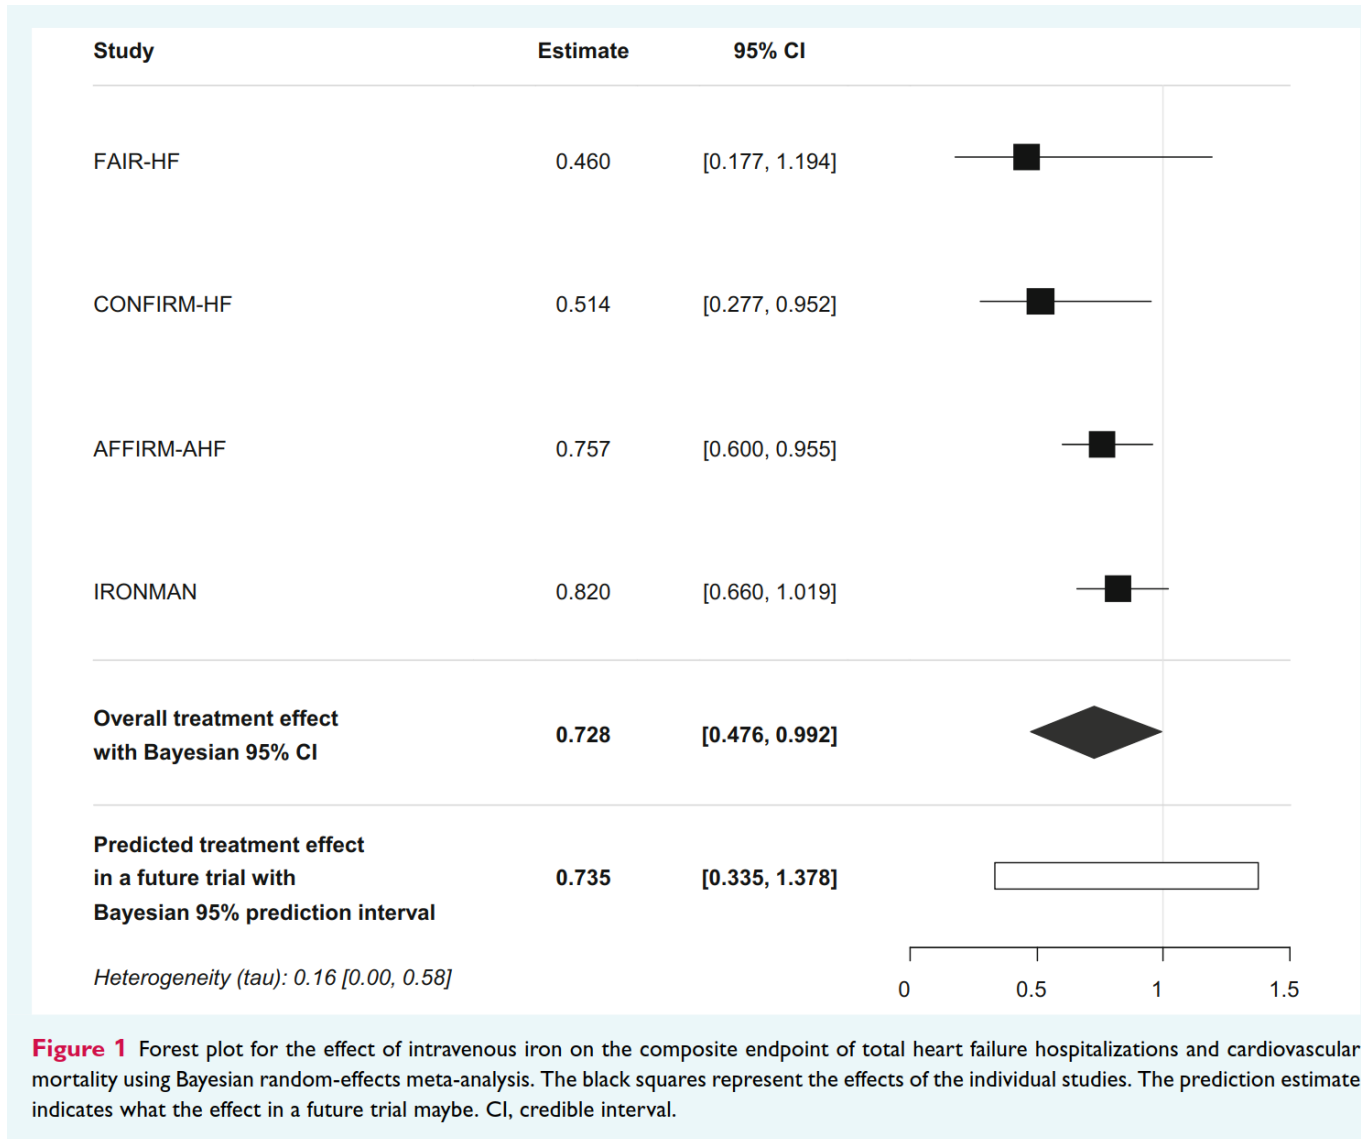 Study Estimate 95% CI
FAIR-HF 0.460 [0.177, 1.194]
CONFIRM-HF 0.514 [0.277, 0.952]
AFFIRM-AHF 0.757 [0.600, 0.955]
IRONMAN 0.820 [0.660, 1.019]
Overall treatment effect
with Bayesian 95% CI 0.728 [0.476, 0.992]
Predicted treatment effect
in a future trial with 0.735 [0.335, 1.378]
Bayesian 95% prediction interval
Heterogeneity (tau): 0.16 [0.00, 0.58]
0 0.5 1 1.5
Figure 1 Forest plot for the effect of intravenous iron on the composite endpoint of total heart failure hospitalizations and cardiovascular
mortality using Bayesian random-effects meta-analysis. The black squares represent the effects of the individual studies. The prediction estimate
indicates what the effect in a future trial maybe. CI, credible interval.